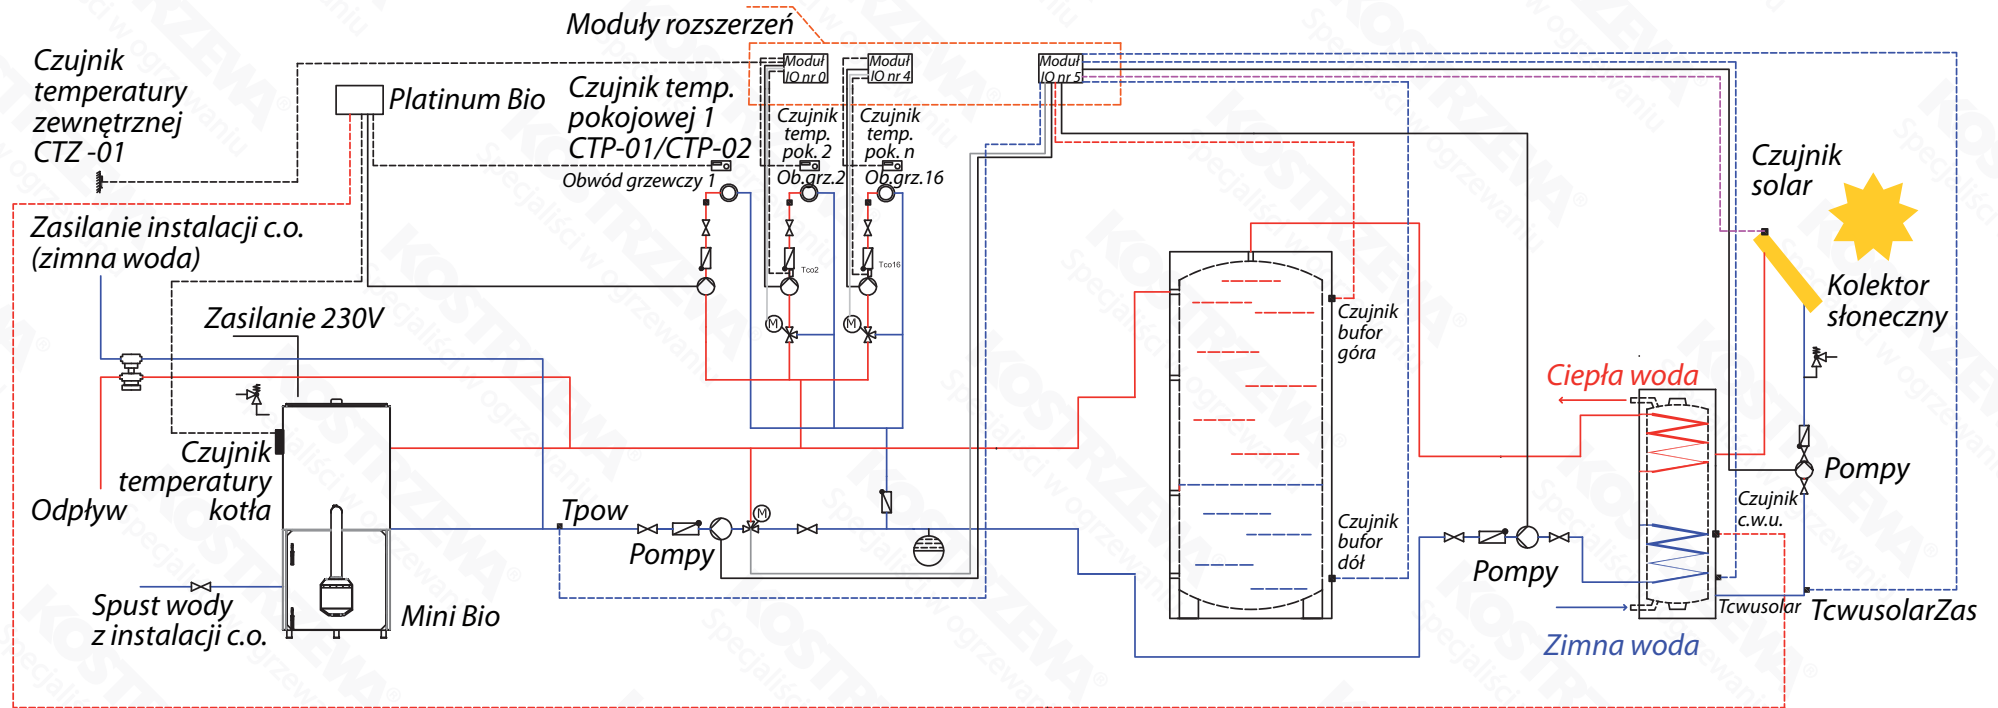 Moduły rozszerzeń
Czujnik
temperatury
zewnętrznej
CTZ -01
Platinum Bio
Czujnik temp.
pokojowej 1
CTP-01/CTP-02
Obwód grzewczy 1
Moduł
IO nr 0
Moduł
IO nr 4
Moduł
IO nr 5
Czujnik
temp.
pok. 2
Ob.grz.2
Czujnik
temp.
pok. n
Ob.grz.16
Tco2
Tco16
M
M
Zasilanie instalacji c.o.
(zimna woda)
Zasilanie 230V
Czujnik
temperatury
kotła
Odpływ
Spust wody
z instalacji c.o.
Mini Bio
Tpow
M
Pompy
Czujnik
bufor
góra
Czujnik
bufor
dół
Pompy
Czujnik
solar
Kolektor
słoneczny
Ciepła woda
Pompy
Czujnik
c.w.u.
Tcwusolar
TcwusolarZas
Zimna woda
KOSTRZEWA®
Specjaliści w ogrzewaniu